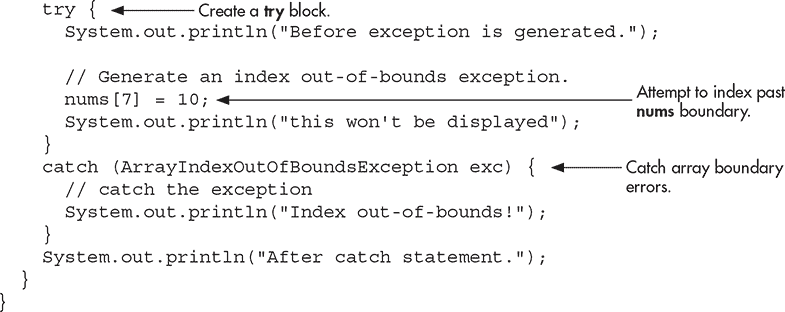 try {
Create a try block.
System.out.println("Before exception is generated.");
// Generate an index out-of-bounds exception.
nums[7] = 10;
Attempt to index past
nums boundary.
System.out.println("this won't be displayed");
}
catch (ArrayIndexOutOfBoundsException exc) {
Catch array boundary
errors.
// catch the exception
System.out.println("Index out-of-bounds!");
}
System.out.println("After catch statement.");
}
}